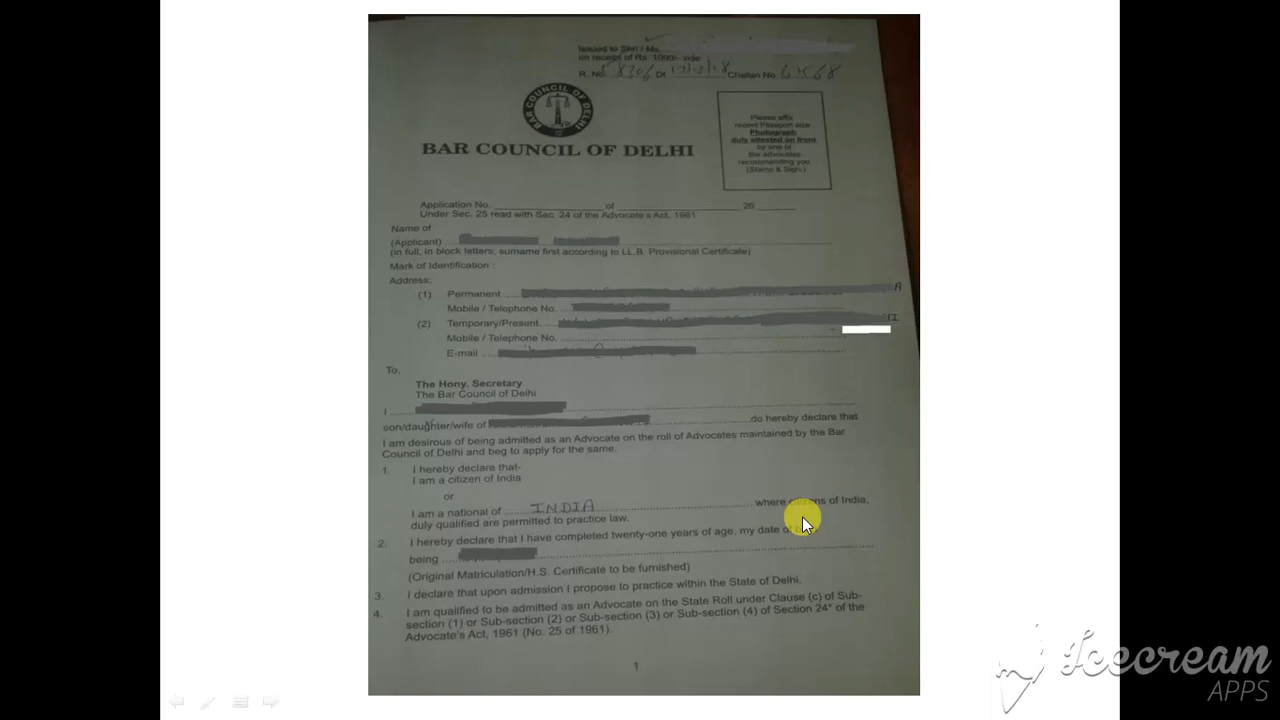 Issued to Shri / Ms.
on receipt of Rs 1000/- vide
R. No. 8306 Dt Challan No.
BAR COUNCIL OF DELHI
BAR COUNCIL OF DELHI
Please affix
recent Passport size
Photograph
duly attested on front
by one of
the advocates
recommending you
(Stamp & Sign.)
Application No. of 20
Under Sec. 25 read with Sec. 24 of the Advocate's Act, 1961
Name of
(Applicant)
(in full, in block letters, surname first according to LL.B. Provisional Certificate)
Mark of Identification :
Address:
(1) Permanent A
Mobile / Telephone No.
(2) Temporary/Present. HI
Mobile / Telephone No.
E-mail
To,
The Hony. Secretary
The Bar Council of Delhi
I
son/daughter/wife of do hereby declare that
I am desirous of being admitted as an Advocate on the roll of Advocates maintained by the Bar
Council of Delhi and beg to apply for the same.
1. I hereby declare that-
I am a citizen of India
or
I am a national of INDIA where citizens of India,
duly qualified are permitted to practice law.
2. I hereby declare that I have completed twenty-one years of age, my date of
being
(Original Matriculation/H.S. Certificate to be furnished)
3. I declare that upon admission I propose to practice within the State of Delhi.
4. I am qualified to be admitted as an Advocate on the State Roll under Clause (c) of Sub-
section (1) or Sub-section (2) or Sub-section (3) or Sub-section (4) of Section 24* of the
Advocate's Act, 1961 (No. 25 of 1961).
1
Icecream
APPS